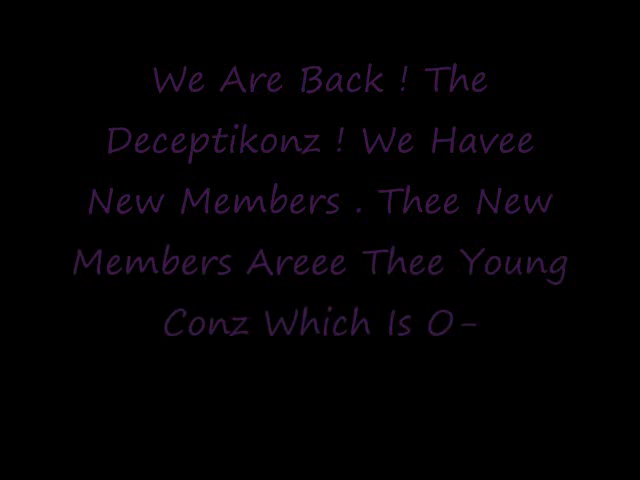 We Are Back ! The
Deceptikonz ! We Havee
New Members . Thee New
Members Areee Thee Young
Conz Which Is O-